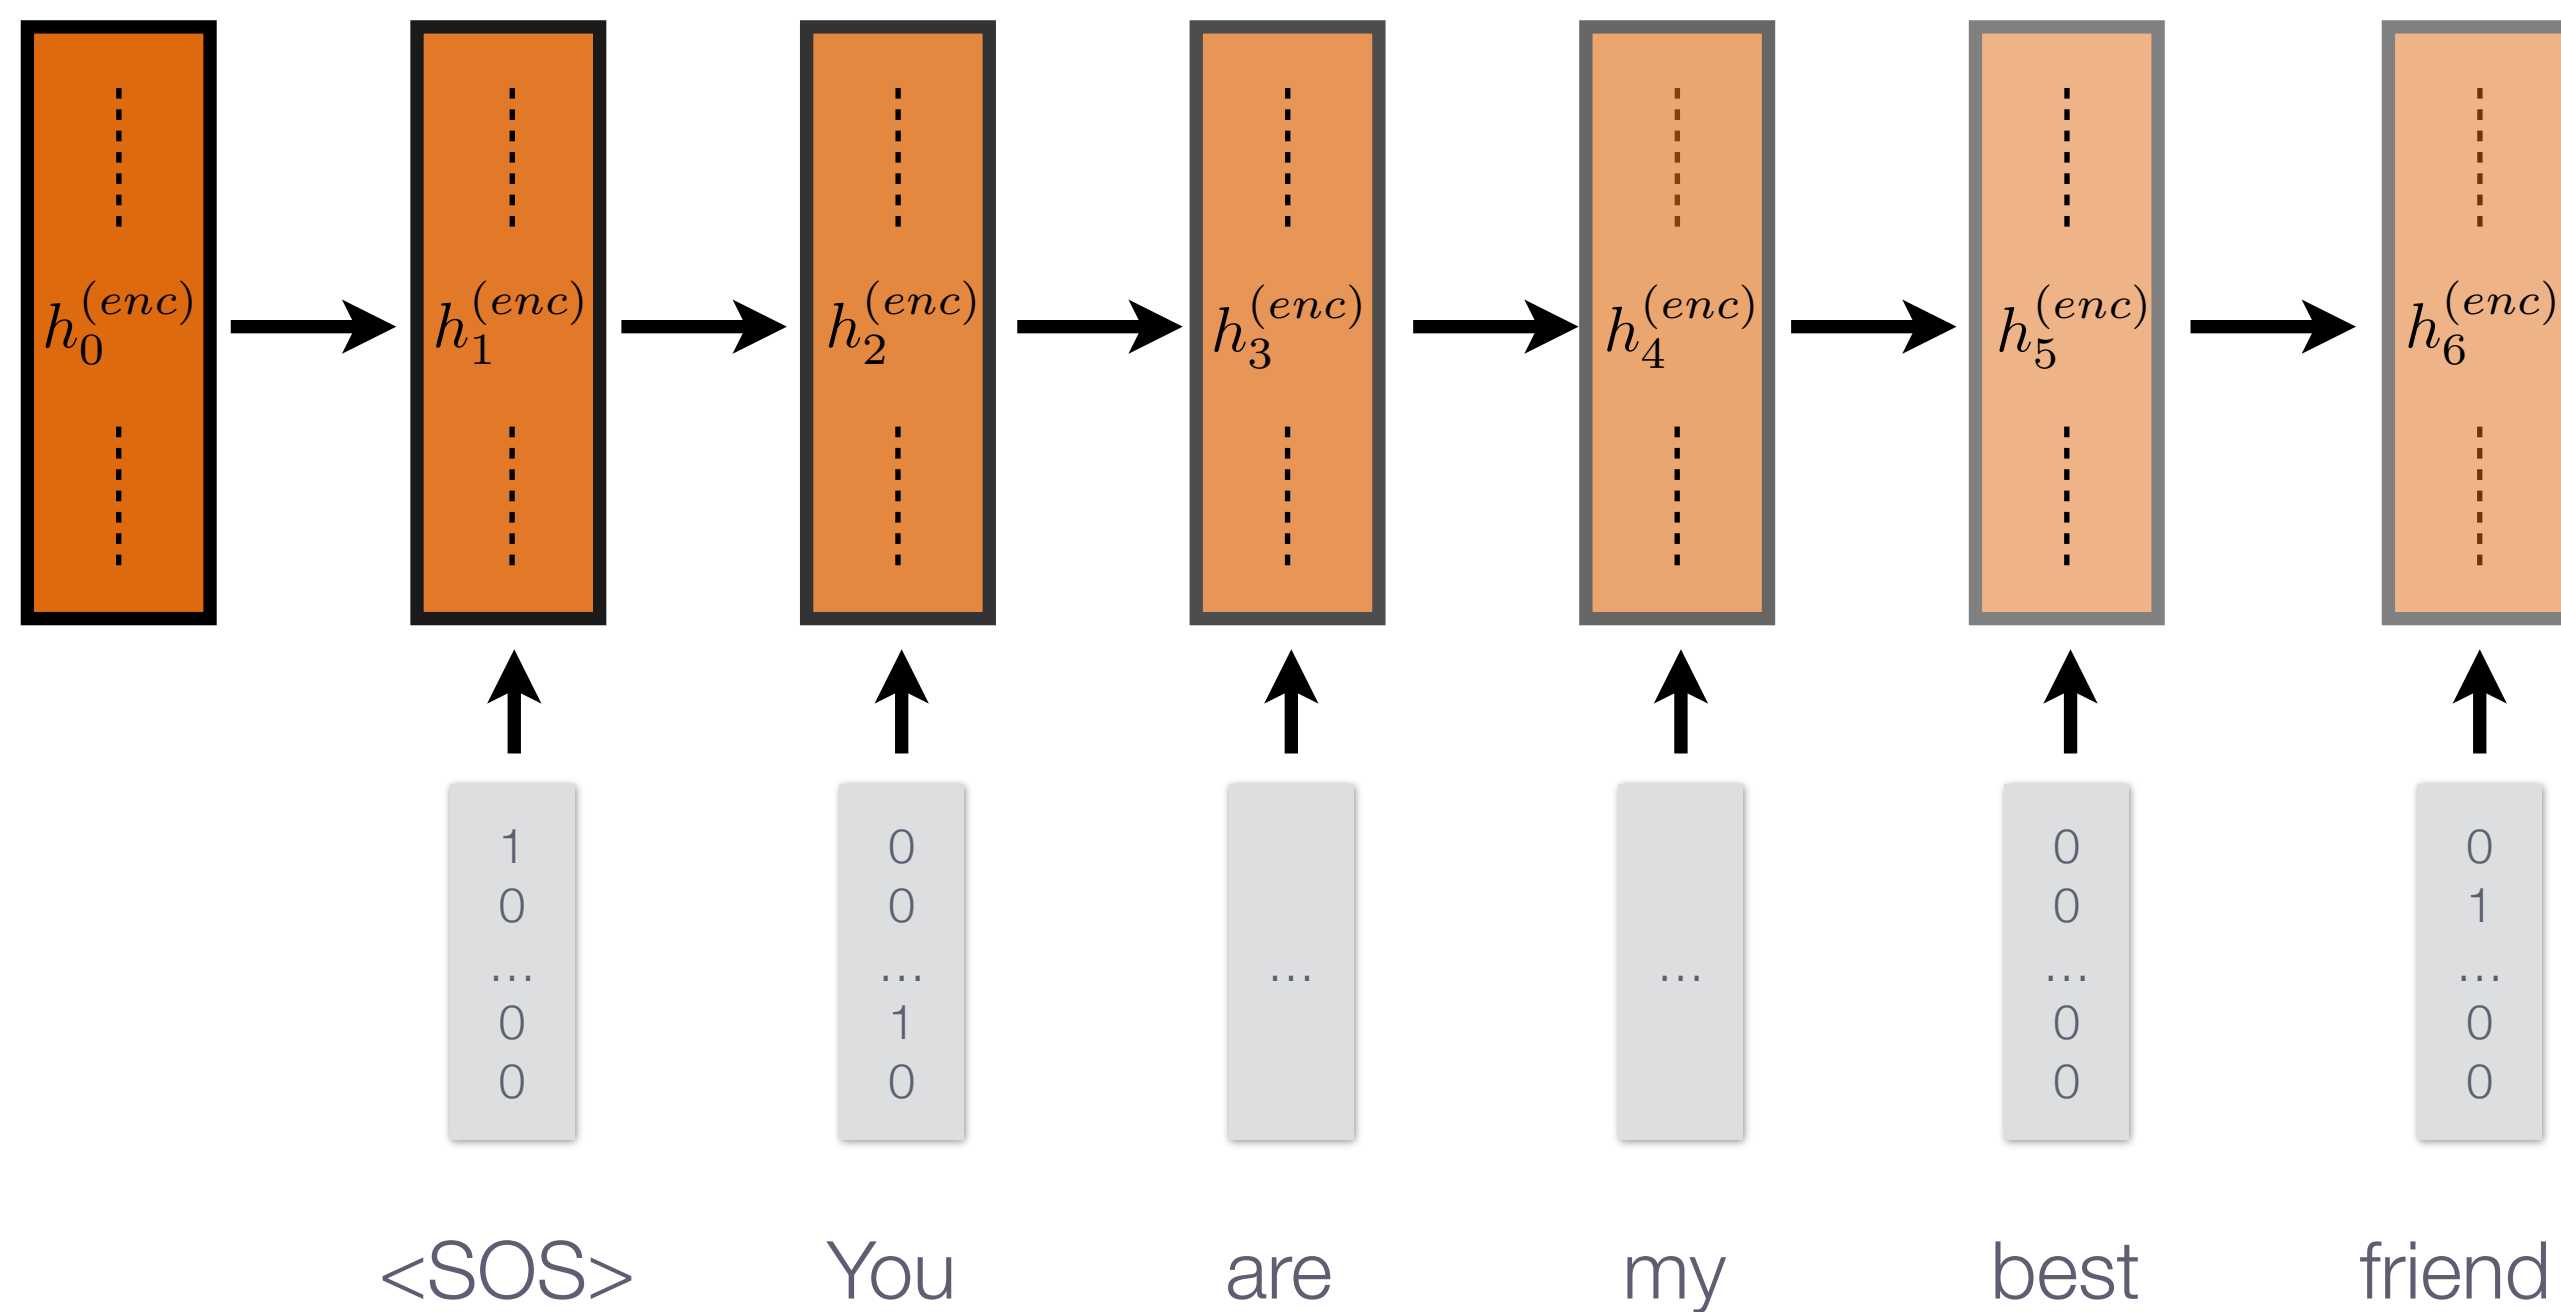 h_0^{(enc)} h_1^{(enc)} h_2^{(enc)} h_3^{(enc)} h_4^{(enc)} h_5^{(enc)} h_6^{(enc)}
1 0 0 0
0 0 0 1
... ... ... ... ... ...
0 1 0 0
0 0 0 0
<SOS> You are my best friend